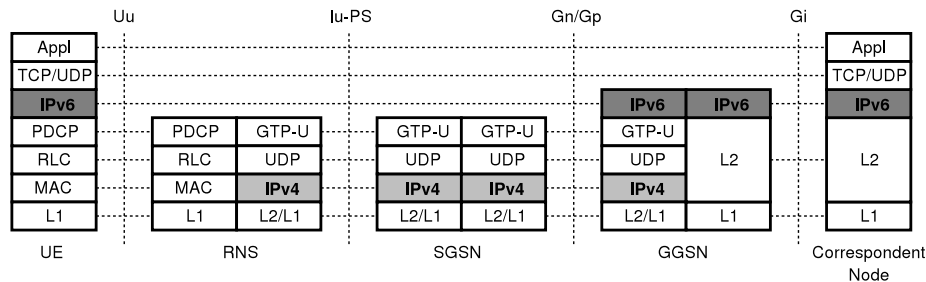 Uu Iu-PS Gn/Gp Gi
Appl Appl
TCP/UDP TCP/UDP
IPv6 IPv6 IPv6 IPv6
PDCP PDCP GTP-U GTP-U GTP-U GTP-U
RLC RLC UDP UDP UDP UDP L2 L2
MAC MAC IPv4 IPv4 IPv4 IPv4
L1 L1 L2/L1 L2/L1 L2/L1 L2/L1 L1 L1
UE RNS SGSN GGSN Correspondent
Node